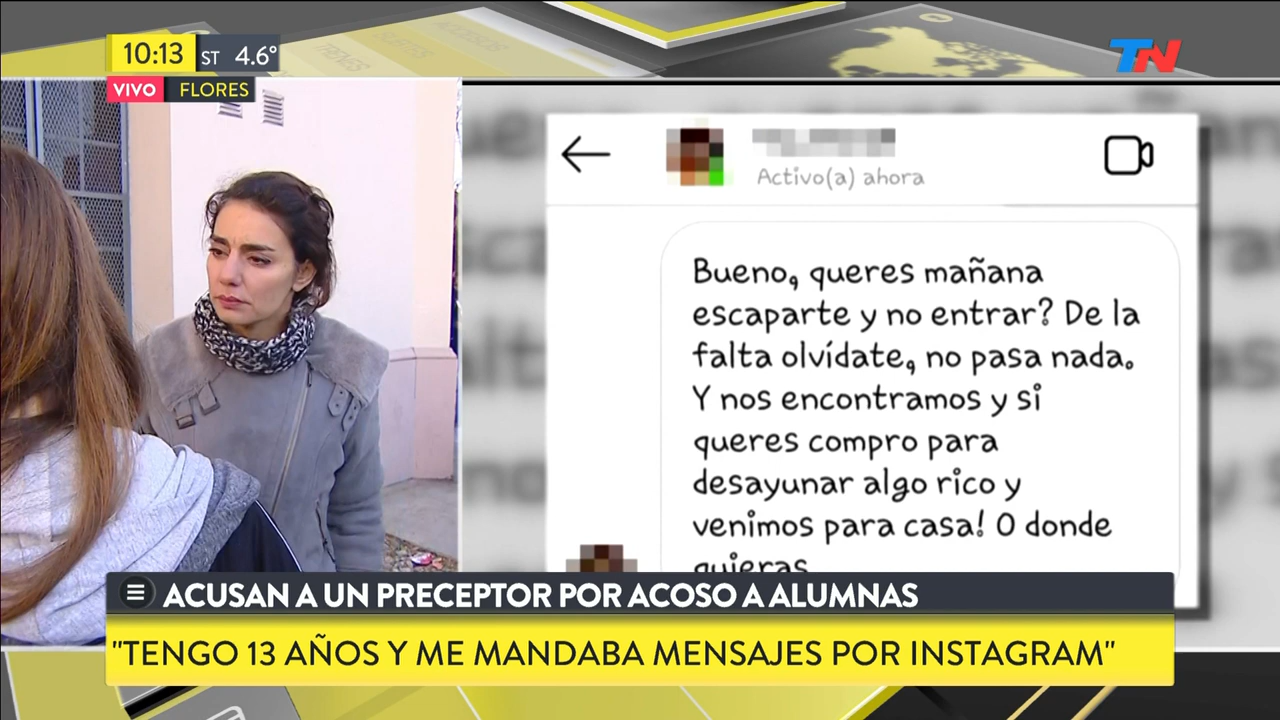 10:13 ST 4.6°
VIVO FLORES
TN
Activo(a) ahora
Bueno, queres mañana
escaparte y no entrar? De la
falta olvídate, no pasa nada.
Y nos encontramos y si
queres compro para
desayunar algo rico y
venimos para casa! O donde
quieras
ACUSAN A UN PRECEPTOR POR ACOSO A ALUMNAS
"TENGO 13 AÑOS Y ME MANDABA MENSAJES POR INSTAGRAM"